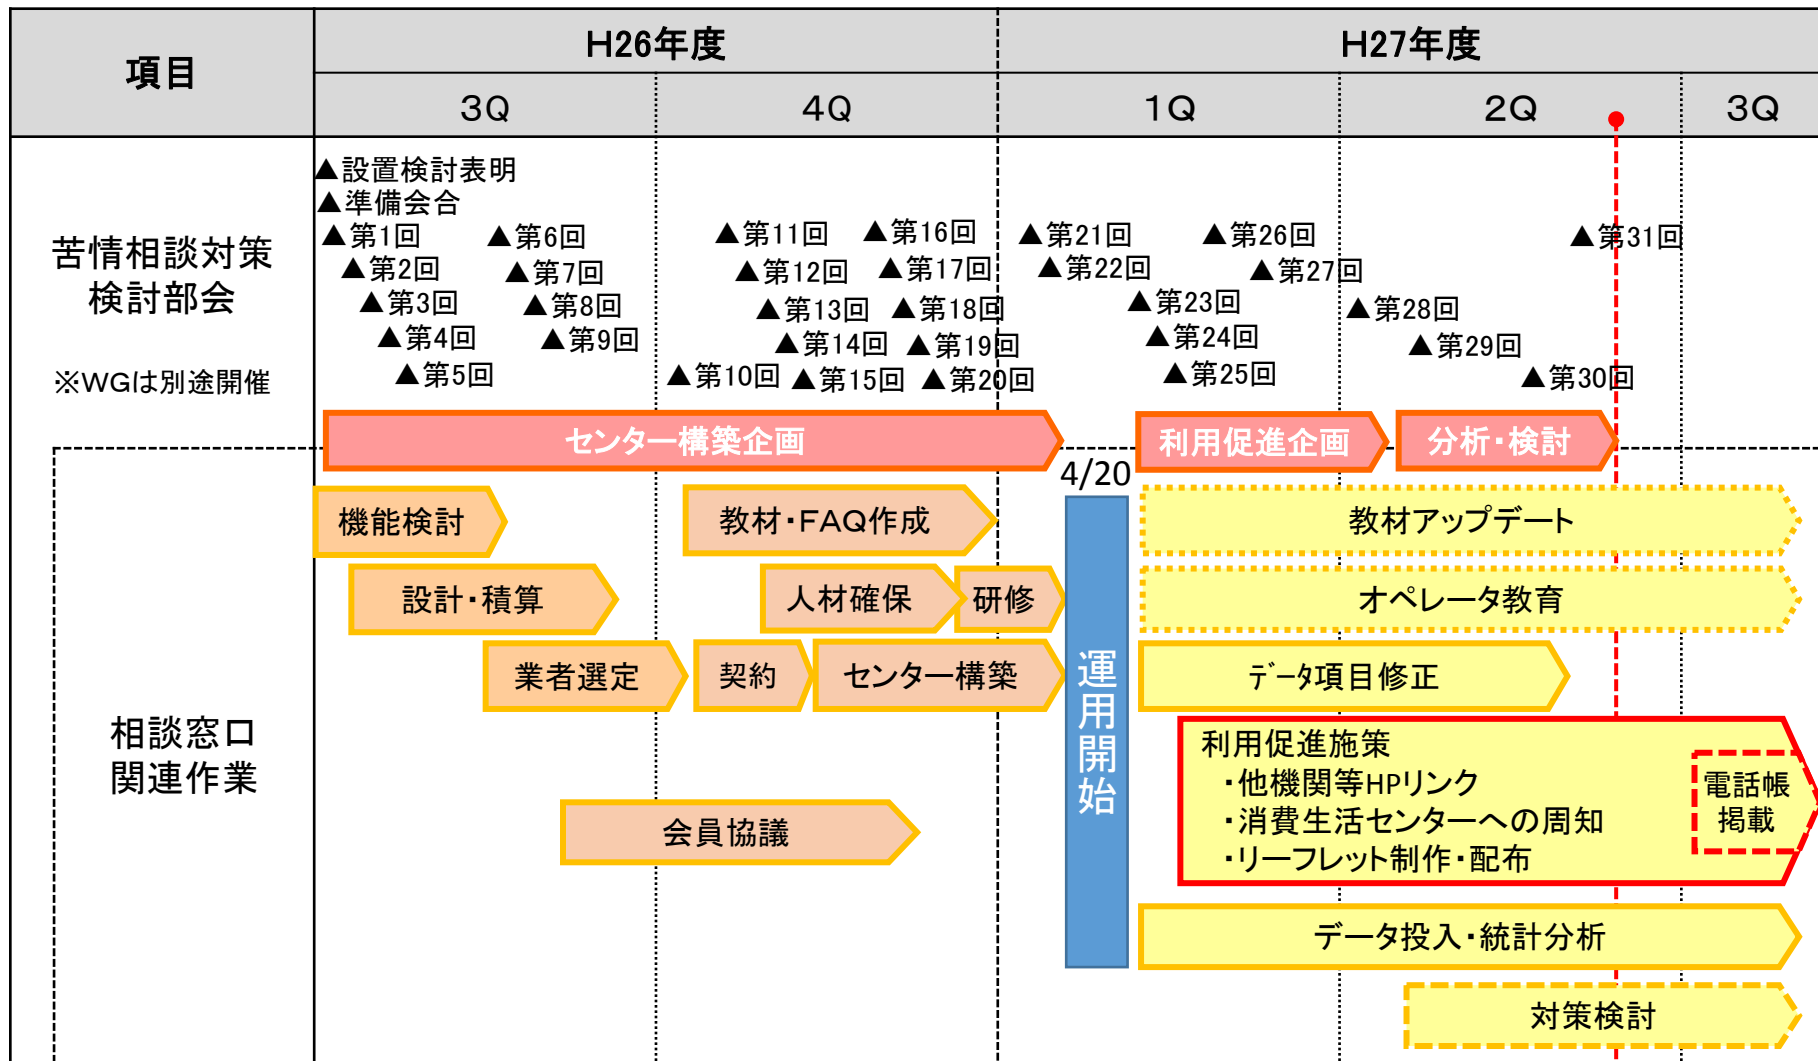 項目
H26年度
H27年度
3Q
4Q
1Q
2Q
3Q
苦情相談対策
検討部会
※WGは別途開催
▲設置検討表明
▲準備会合
▲第1回
▲第2回
▲第3回
▲第4回
▲第5回
▲第6回
▲第7回
▲第8回
▲第9回
▲第10回
▲第11回
▲第12回
▲第13回
▲第14回
▲第15回
▲第16回
▲第17回
▲第18回
▲第19回
▲第20回
▲第21回
▲第22回
▲第23回
▲第24回
▲第25回
▲第26回
▲第27回
▲第28回
▲第29回
▲第30回
▲第31回
センター構築企画
利用促進企画
分析・検討
相談窓口
関連作業
4/20
運用開始
機能検討
教材・FAQ作成
教材アップデート
設計・積算
人材確保
研修
オペレータ教育
業者選定
契約
センター構築
データ項目修正
会員協議
利用促進施策
・他機関等HPリンク
・消費生活センターへの周知
・リーフレット制作・配布
電話帳
掲載
データ投入・統計分析
対策検討